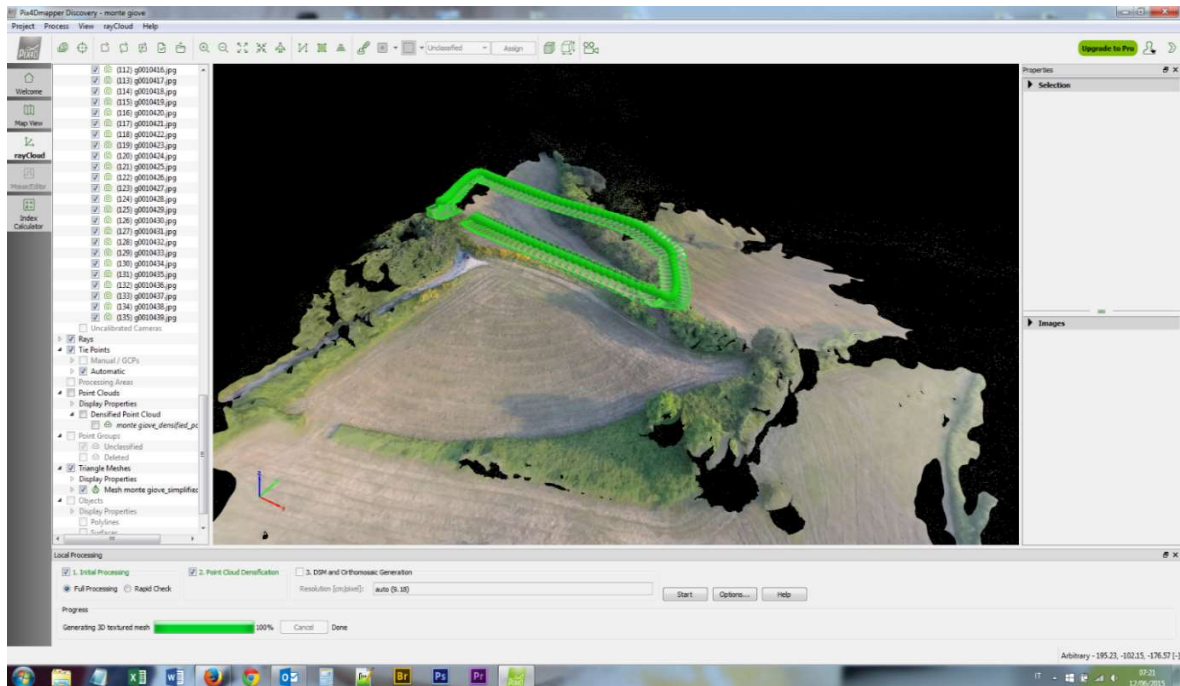 Pix4Dmapper Discovery - monte giove
Project Process View rayCloud Help
Unclassified Assign Upgrade to Pro
Welcome
Map View
rayCloud
Mosaic Editor
Index Calculator
(112) g0010416.jpg
(113) g0010417.jpg
(114) g0010418.jpg
(115) g0010419.jpg
(116) g0010420.jpg
(117) g0010421.jpg
(118) g0010422.jpg
(119) g0010423.jpg
(120) g0010424.jpg
(121) g0010425.jpg
(122) g0010426.jpg
(123) g0010427.jpg
(124) g0010428.jpg
(125) g0010429.jpg
(126) g0010430.jpg
(127) g0010431.jpg
(128) g0010432.jpg
(129) g0010433.jpg
(130) g0010434.jpg
(131) g0010435.jpg
(132) g0010436.jpg
(133) g0010437.jpg
(134) g0010438.jpg
(135) g0010439.jpg
Uncalibrated Cameras
Rays
Tie Points
Manual / GCPs
Automatic
Processing Areas
Point Clouds
Display Properties
Densified Point Cloud
monte giove_densified_pc
Point Groups
Unclassified
Deleted
Triangle Meshes
Display Properties
Mesh monte giove_simplified
Objects
Display Properties
Polylines
Surfaces
Properties
Selection
Images
Local Processing
1. Initial Processing 2. Point Cloud Densification 3. DSM and Orthomosaic Generation
Full Processing Rapid Check Resolution [cm/pixel]: auto (9.18) Start Options... Help
Progress
Generating 3D textured mesh 100% Cancel Done
Arbitrary - 195.23, -102.15, -176.57 [-]
Br Ps Pr IT 07:21
12/06/2015